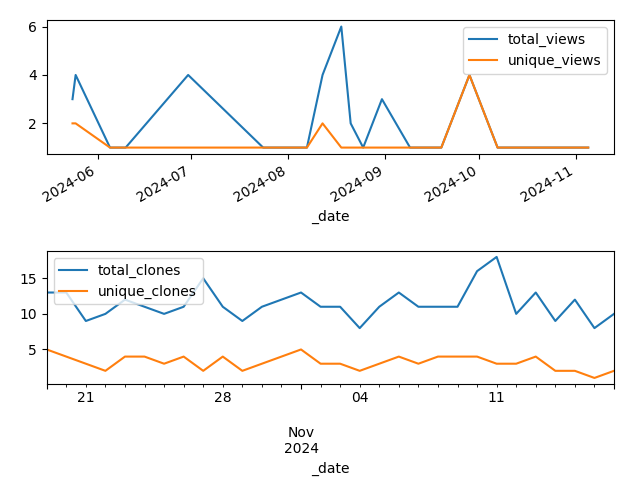 6
4
2
total_views
unique_views
2024-06
2024-07
2024-08
2024-09
2024-10
2024-11
_date
15
10
5
total_clones
unique_clones
21
28
04
11
Nov
2024
_date